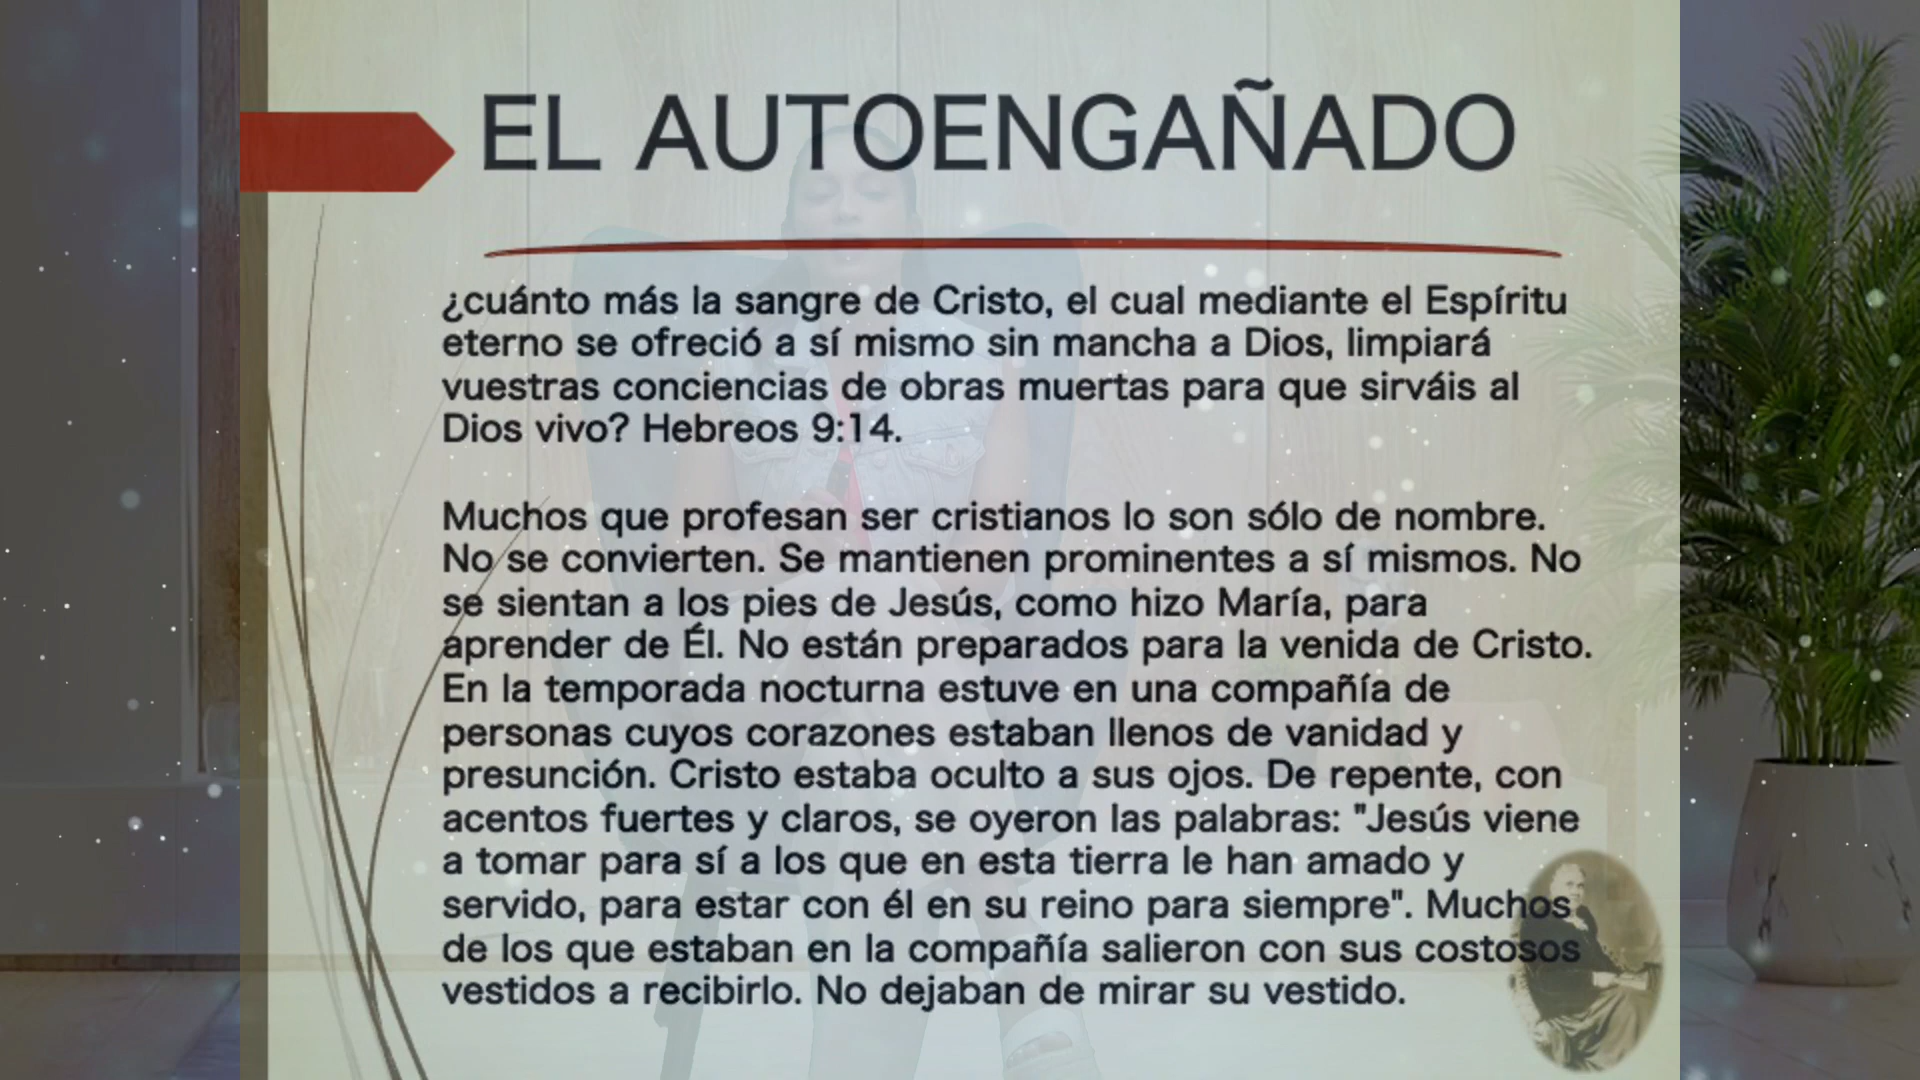 EL AUTOENGAÑADO
¿cuánto más la sangre de Cristo, el cual mediante el Espíritu
eterno se ofreció a sí mismo sin mancha a Dios, limpiará
vuestras conciencias de obras muertas para que sirváis al
Dios vivo? Hebreos 9:14.
Muchos que profesan ser cristianos lo son sólo de nombre.
No se convierten. Se mantienen prominentes a sí mismos. No
se sientan a los pies de Jesús, como hizo María, para
aprender de Él. No están preparados para la venida de Cristo.
En la temporada nocturna estuve en una compañía de
personas cuyos corazones estaban llenos de vanidad y
presunción. Cristo estaba oculto a sus ojos. De repente, con
acentos fuertes y claros, se oyeron las palabras: "Jesús viene
a tomar para sí a los que en esta tierra le han amado y
servido, para estar con él en su reino para siempre". Muchos
de los que estaban en la compañía salieron con sus costosos
vestidos a recibirlo. No dejaban de mirar su vestido.